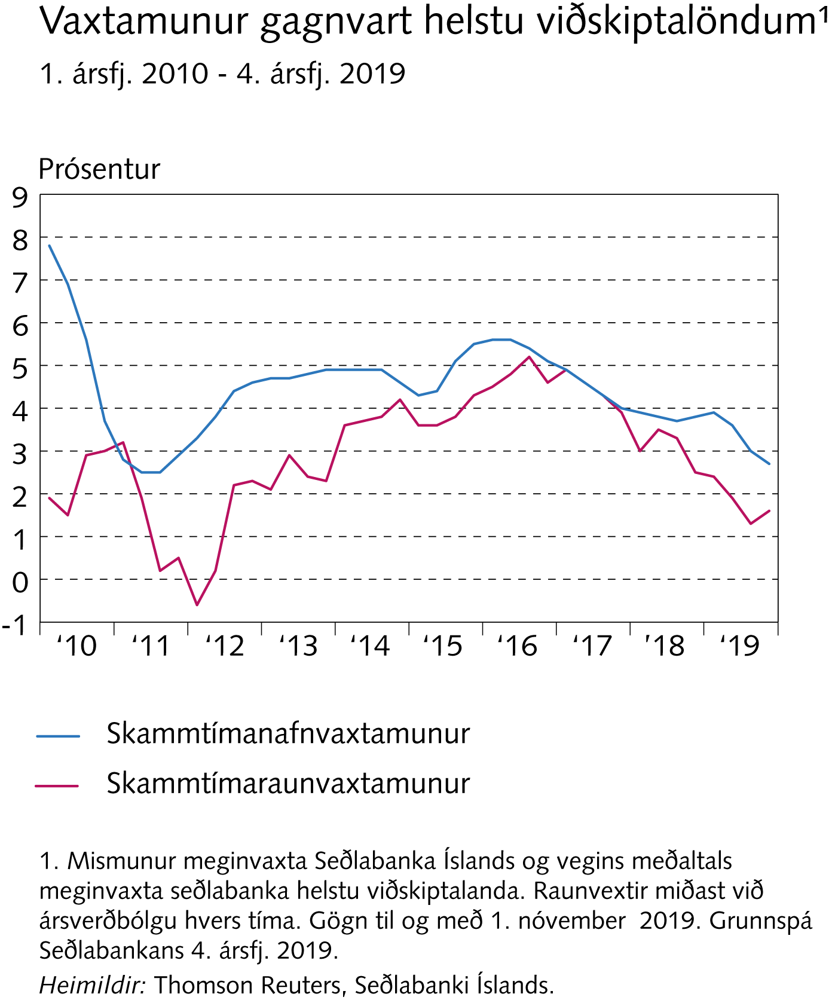 Vaxtamunur gagnvart helstu viðskiptalöndum¹
1. ársfj. 2010 - 4. ársfj. 2019
Prósentur
9
8
7
6
5
4
3
2
1
0
-1
‘10 ‘11 ‘12 ‘13 ‘14 ‘15 ‘16 ‘17 ’18 ‘19
Skammtímanafnvaxtamunur
Skammtímaraunvaxtamunur
1. Mismunur meginvaxta Seðlabanka Íslands og vegins meðaltals
meginvaxta seðlabanka helstu viðskiptalanda. Raunvextir miðast við
ársverðbólgu hvers tíma. Gögn til og með 1. nóvember 2019. Grunnspá
Seðlabankans 4. ársfj. 2019.
Heimildir: Thomson Reuters, Seðlabanki Íslands.